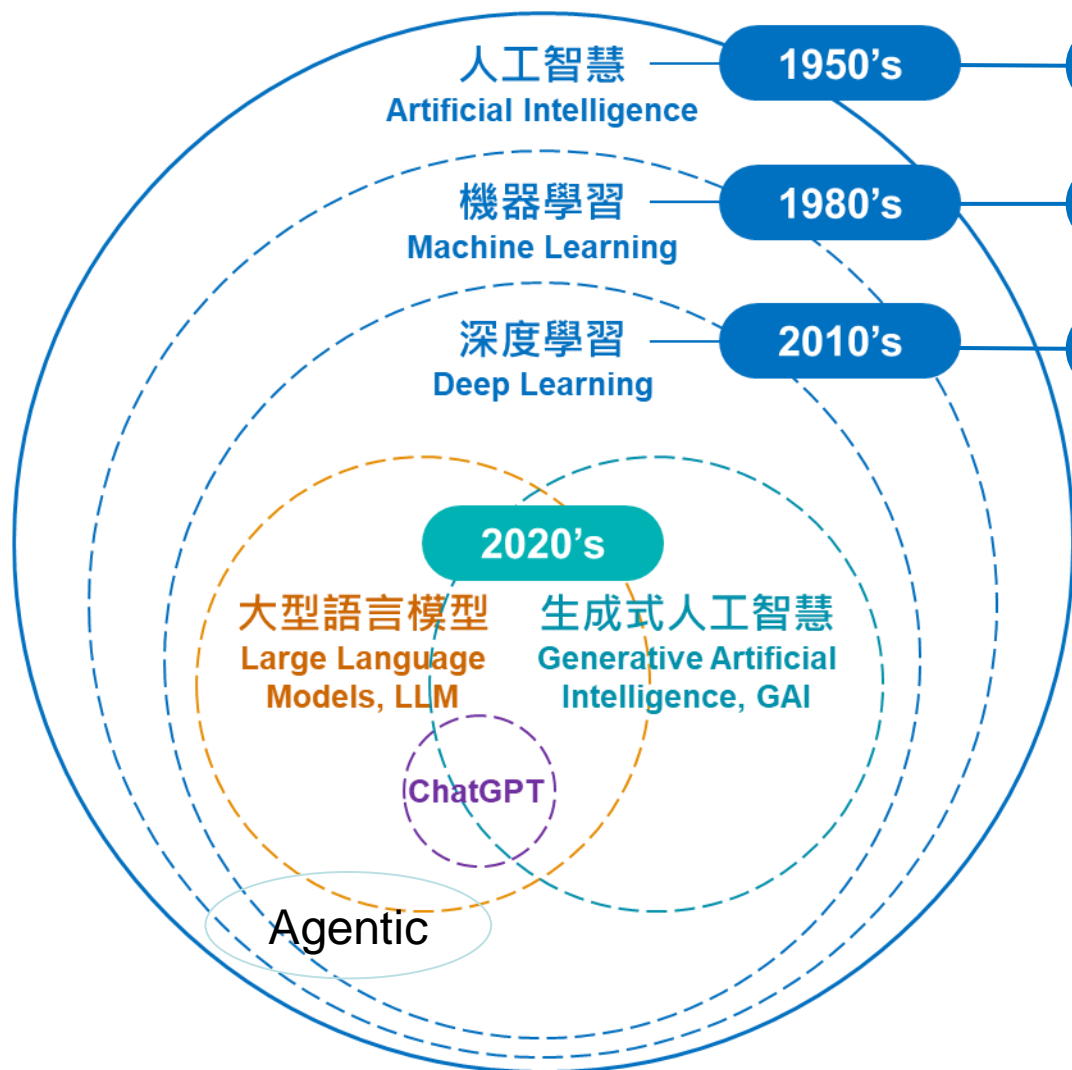 人工智慧
Artificial Intelligence
1950’s
機器學習
Machine Learning
1980’s
深度學習
Deep Learning
2010’s
2020’s
大型語言模型
Large Language
Models, LLM
生成式人工智慧
Generative Artificial
Intelligence, GAI
ChatGPT
Agentic